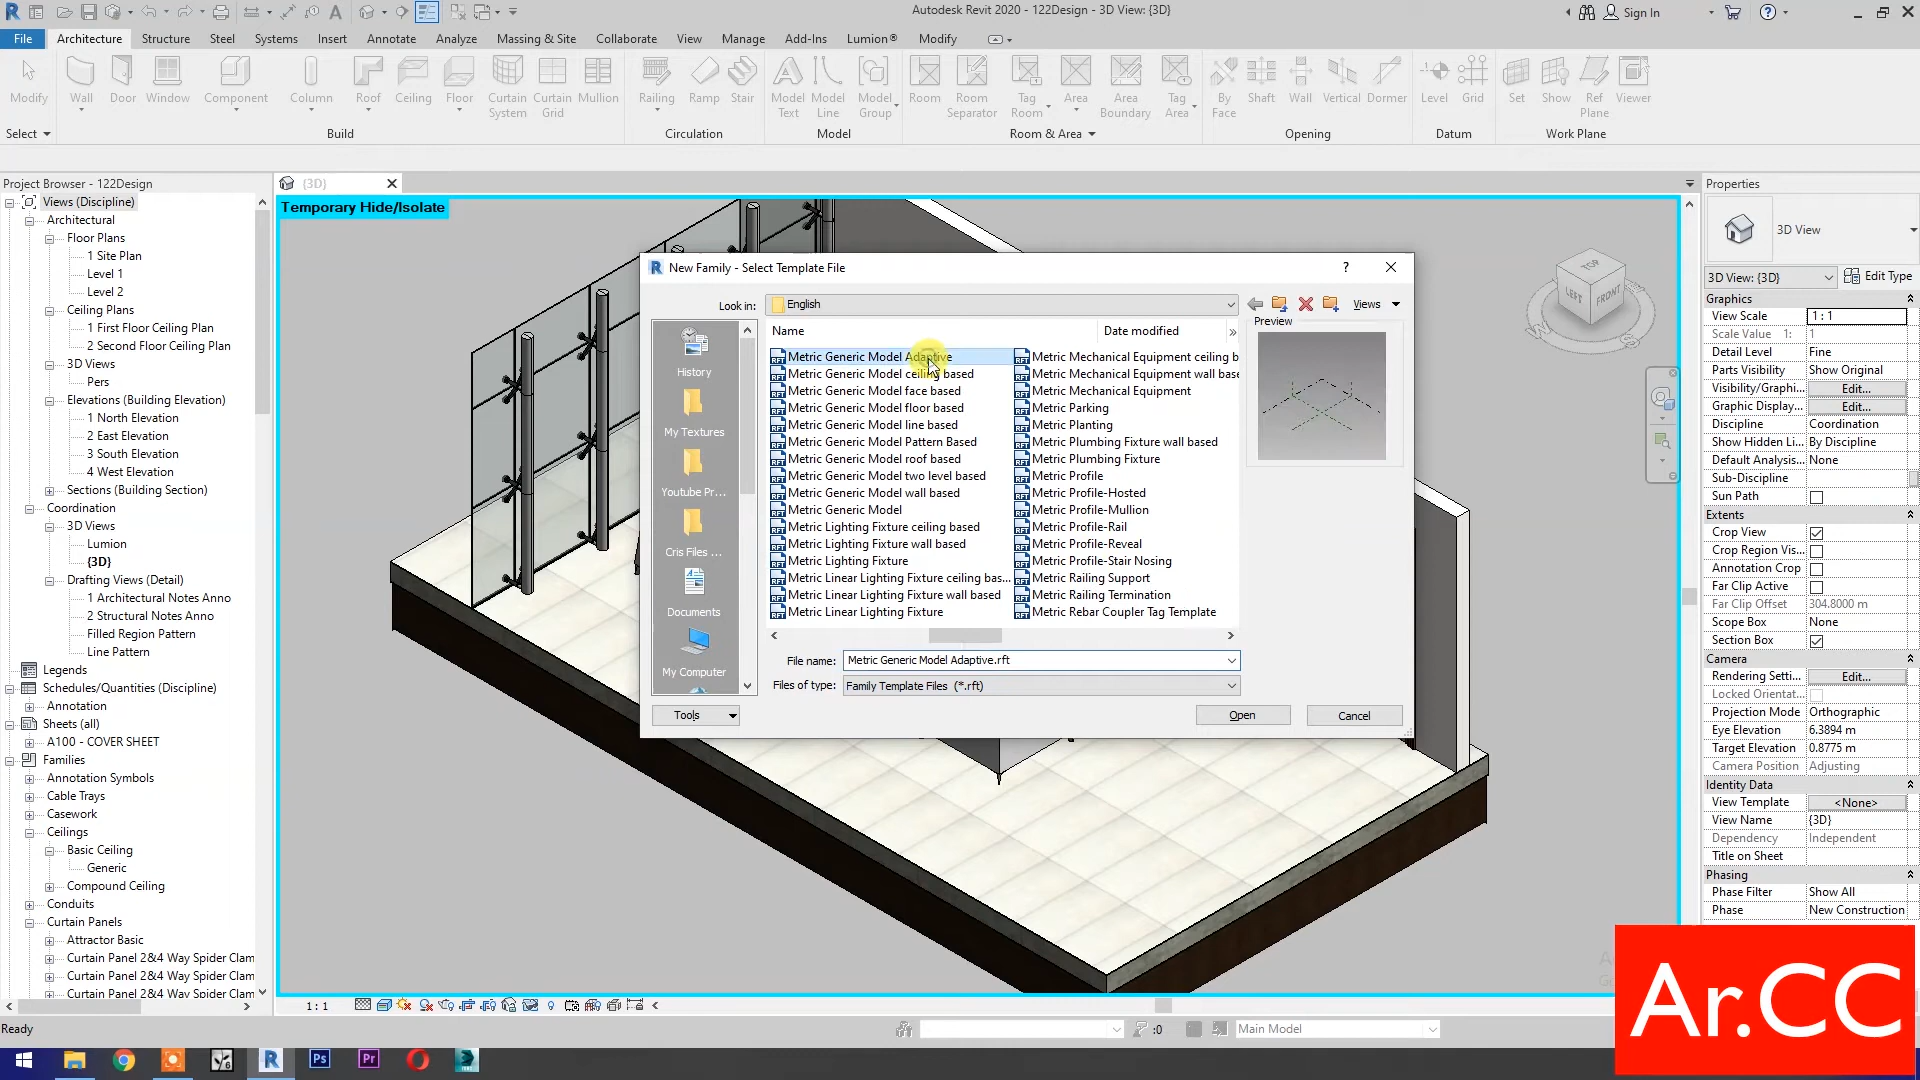 Autodesk Revit 2020 - 122Design - 3D View: {3D}
Sign In
File Architecture Structure Steel Systems Insert Annotate Analyze Massing & Site Collaborate View Manage Add-Ins Lumion® Modify
Modify Wall Door Window Component Column Roof Ceiling Floor Curtain System Curtain Grid Mullion Railing Ramp Stair Model Text Model Line Model Group Room Room Separator Tag Room Area Area Boundary Tag Area By Face Shaft Wall Vertical Dormer Level Grid Set Show Ref Plane Viewer
Select Build Circulation Model Room & Area Opening Datum Work Plane
Project Browser - 122Design
Views (Discipline)
Architectural
Floor Plans
1 Site Plan
Level 1
Level 2
Ceiling Plans
1 First Floor Ceiling Plan
2 Second Floor Ceiling Plan
3D Views
Pers
Elevations (Building Elevation)
1 North Elevation
2 East Elevation
3 South Elevation
4 West Elevation
Sections (Building Section)
Coordination
3D Views
Lumion
{3D}
Drafting Views (Detail)
1 Architectural Notes Anno
2 Structural Notes Anno
Filled Region Pattern
Line Pattern
Legends
Schedules/Quantities (Discipline)
Annotation
Sheets (all)
A100 - COVER SHEET
Families
Annotation Symbols
Cable Trays
Casework
Ceilings
Basic Ceiling
Generic
Compound Ceiling
Conduits
Curtain Panels
Attractor Basic
Curtain Panel 2&4 Way Spider Clam
Curtain Panel 2&4 Way Spider Clam
Curtain Panel 2&4 Way Spider Clam
{3D}
Temporary Hide/Isolate
New Family - Select Template File
?
Look in: English
Views
Name Date modified »
Preview
History
My Textures
Youtube Pr...
Cris Files ...
Documents
My Computer
Metric Generic Model Adaptive
Metric Generic Model ceiling based
Metric Generic Model face based
Metric Generic Model floor based
Metric Generic Model line based
Metric Generic Model Pattern Based
Metric Generic Model roof based
Metric Generic Model two level based
Metric Generic Model wall based
Metric Generic Model
Metric Lighting Fixture ceiling based
Metric Lighting Fixture wall based
Metric Lighting Fixture
Metric Linear Lighting Fixture ceiling bas...
Metric Linear Lighting Fixture wall based
Metric Linear Lighting Fixture
Metric Mechanical Equipment ceiling b
Metric Mechanical Equipment wall base
Metric Mechanical Equipment
Metric Parking
Metric Planting
Metric Plumbing Fixture wall based
Metric Plumbing Fixture
Metric Profile
Metric Profile-Hosted
Metric Profile-Mullion
Metric Profile-Rail
Metric Profile-Reveal
Metric Profile-Stair Nosing
Metric Railing Support
Metric Railing Termination
Metric Rebar Coupler Tag Template
File name: Metric Generic Model Adaptive.rft
Files of type: Family Template Files (*.rft)
Tools Open Cancel
TOP
LEFT FRONT
W S
Properties
3D View
3D View: {3D} Edit Type
Graphics
View Scale 1 : 1
Scale Value 1: 1
Detail Level Fine
Parts Visibility Show Original
Visibility/Graphi... Edit...
Graphic Display... Edit...
Discipline Coordination
Show Hidden Li... By Discipline
Default Analysis... None
Sub-Discipline
Sun Path
Extents
Crop View
Crop Region Vis...
Annotation Crop
Far Clip Active
Far Clip Offset 304.8000 m
Scope Box None
Section Box
Camera
Rendering Setti... Edit...
Locked Orientat...
Projection Mode Orthographic
Eye Elevation 6.3894 m
Target Elevation 0.8775 m
Camera Position Adjusting
Identity Data
View Template <None>
View Name {3D}
Dependency Independent
Title on Sheet
Phasing
Phase Filter Show All
Phase New Construction
1 : 1
Ready
:0
Main Model
Ps Pr
Ar.CC